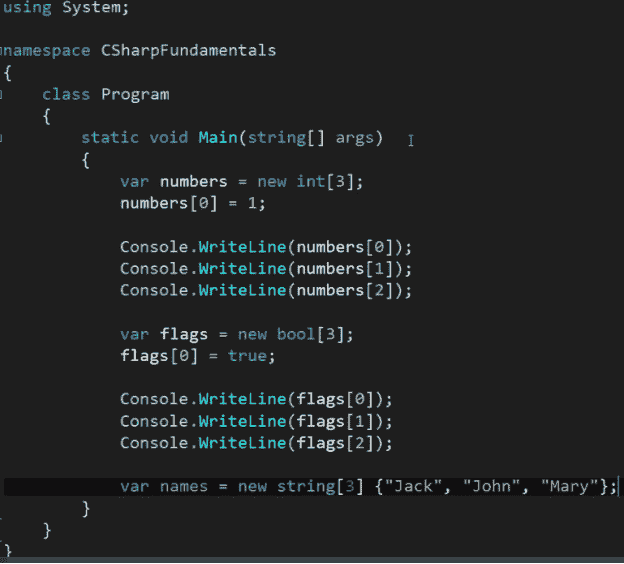 using System;
namespace CSharpFundamentals
{
class Program
{
static void Main(string[] args)
{
var numbers = new int[3];
numbers[0] = 1;
Console.WriteLine(numbers[0]);
Console.WriteLine(numbers[1]);
Console.WriteLine(numbers[2]);
var flags = new bool[3];
flags[0] = true;
Console.WriteLine(flags[0]);
Console.WriteLine(flags[1]);
Console.WriteLine(flags[2]);
var names = new string[3] {"Jack", "John", "Mary"};
}
}
}